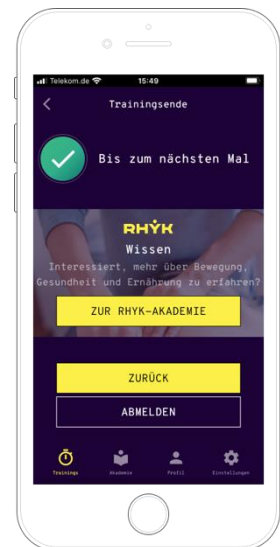 Telekom.de 15:49
Trainingsende
Bis zum nächsten Mal
RHYK
Wissen
Interessiert, mehr über Bewegung,
Gesundheit und Ernährung zu erfahren?
ZUR RHYK-AKADEMIE
ZURÜCK
ABMELDEN
Trainings Akademie Profil Einstellungen